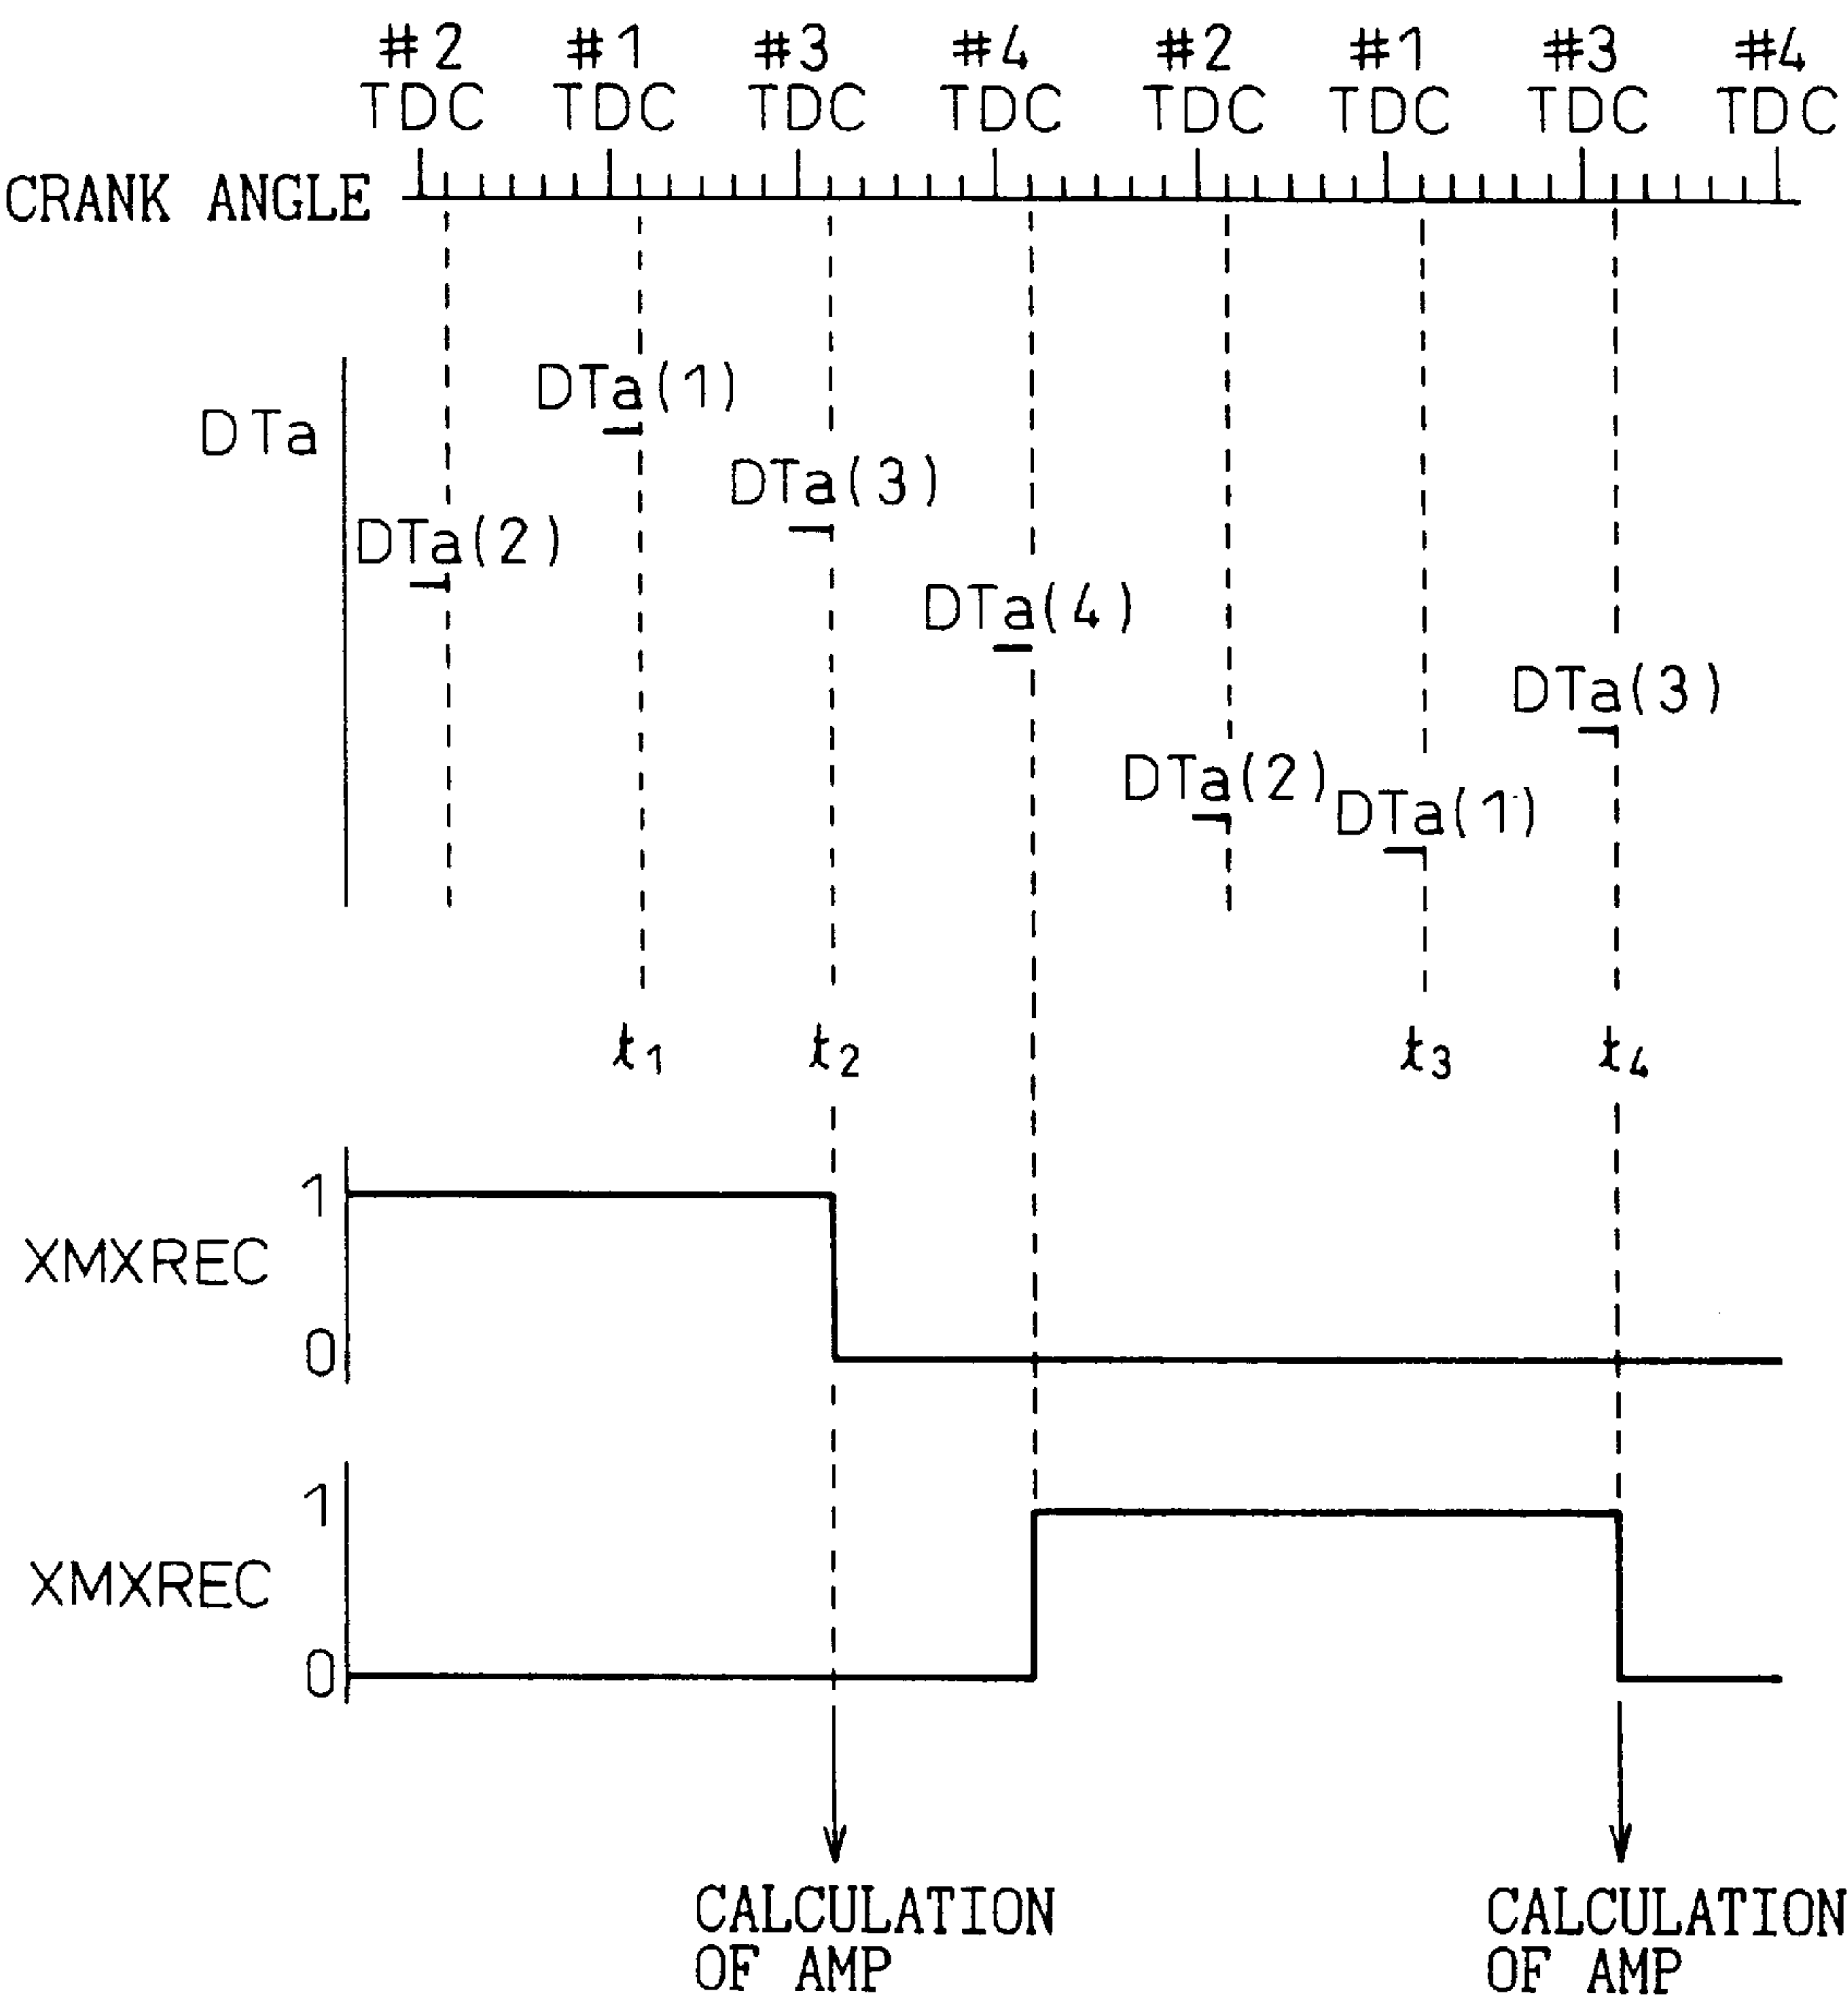 #2 #1 #3 #4 #2 #1 #3 #4
TDC TDC TDC TDC TDC TDC TDC TDC
CRANK ANGLE
DTa(1)
DTa
DTa(3)
DTa(2)
DTa(4)
DTa(3)
DTa(2)
DTa(1)
t1 t2 t3 t4
1
XMXREC
0
1
XMXREC
0
CALCULATION CALCULATION
OF AMP OF AMP